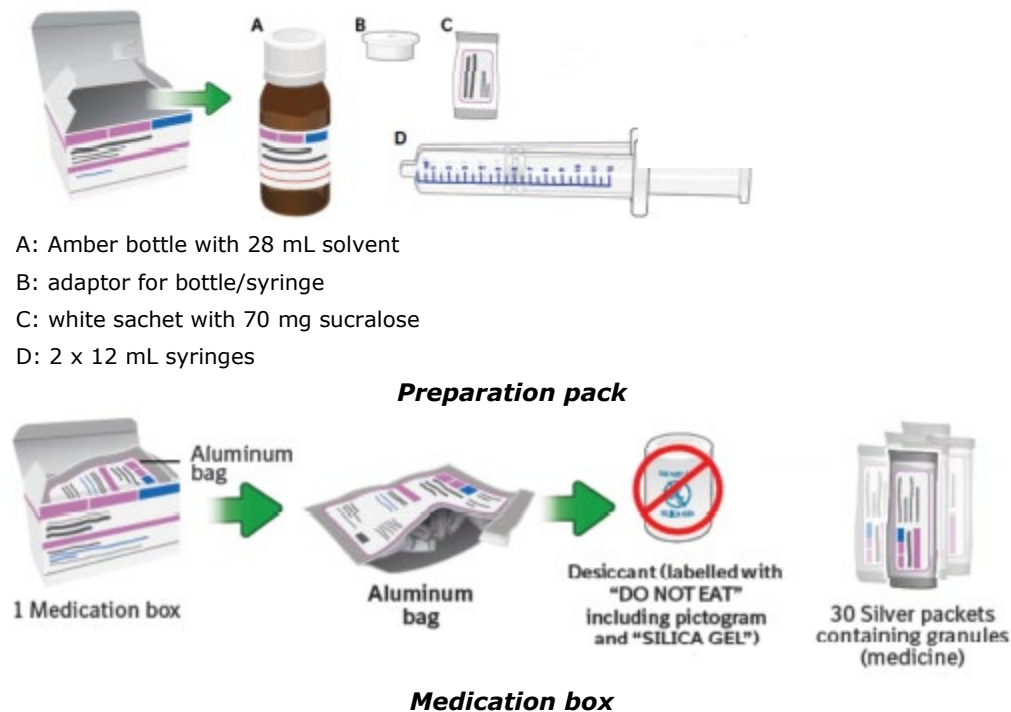 A
B
C
D
A: Amber bottle with 28 mL solvent
B: adaptor for bottle/syringe
C: white sachet with 70 mg sucralose
D: 2 x 12 mL syringes
Preparation pack
Aluminum
bag
1 Medication box
Aluminum
bag
Desiccant (labelled with
“DO NOT EAT”
including pictogram
and “SILICA GEL”)
30 Silver packets
containing granules
(medicine)
Medication box